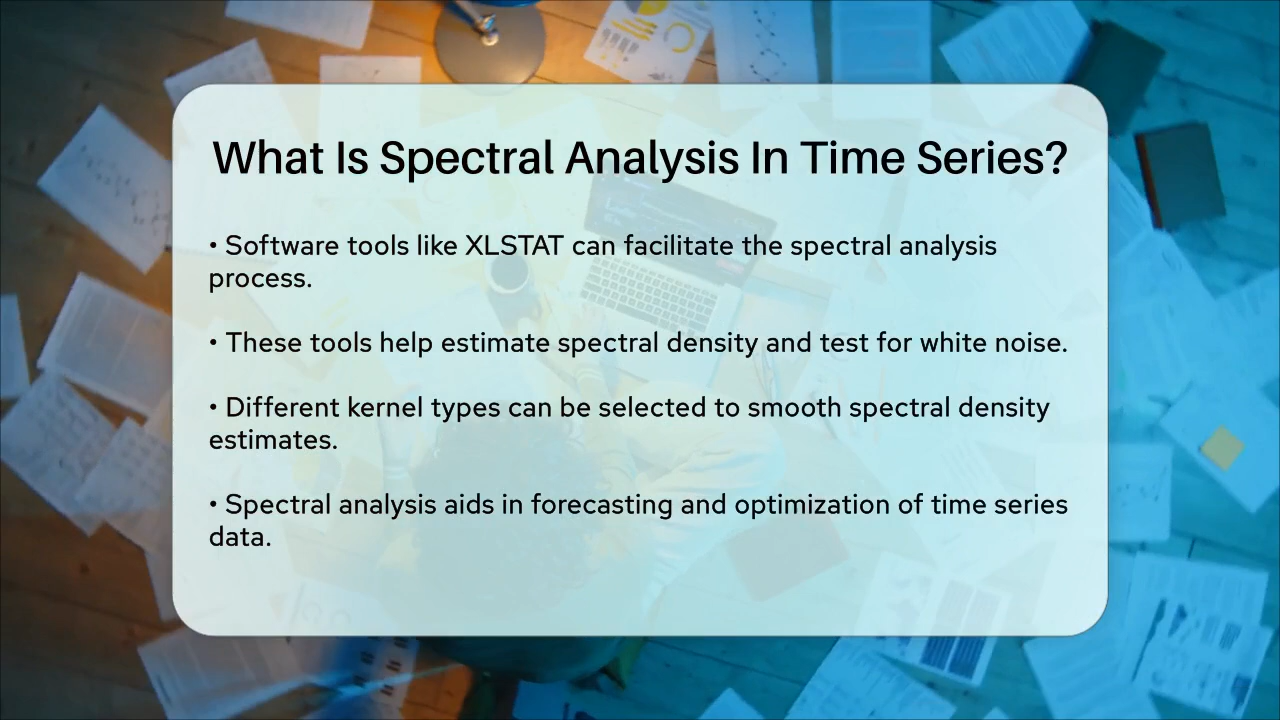 What Is Spectral Analysis In Time Series?
• Software tools like XLSTAT can facilitate the spectral analysis
process.
• These tools help estimate spectral density and test for white noise.
• Different kernel types can be selected to smooth spectral density
estimates.
• Spectral analysis aids in forecasting and optimization of time series
data.